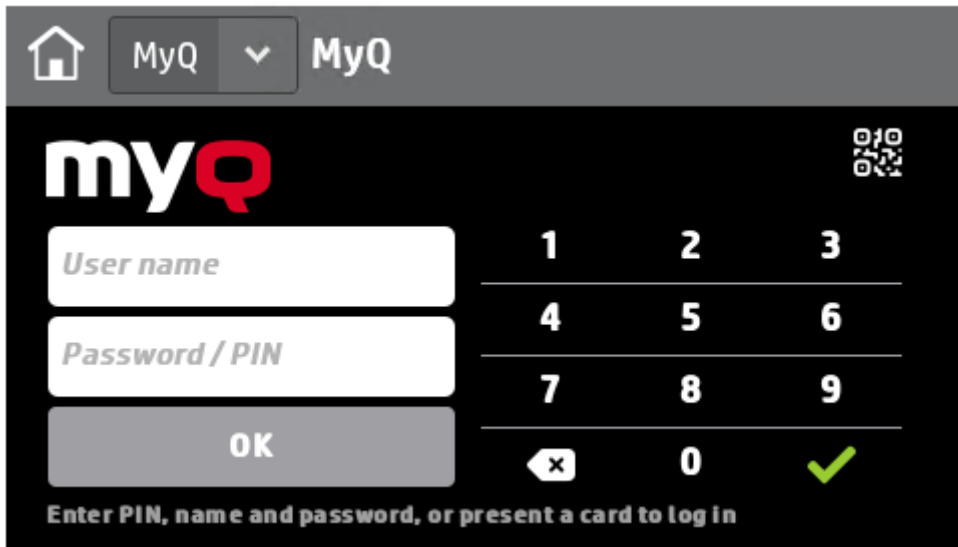 MyQ MyQ
myQ
User name
Password / PIN
OK
1 2 3
4 5 6
7 8 9
0
Enter PIN, name and password, or present a card to log in